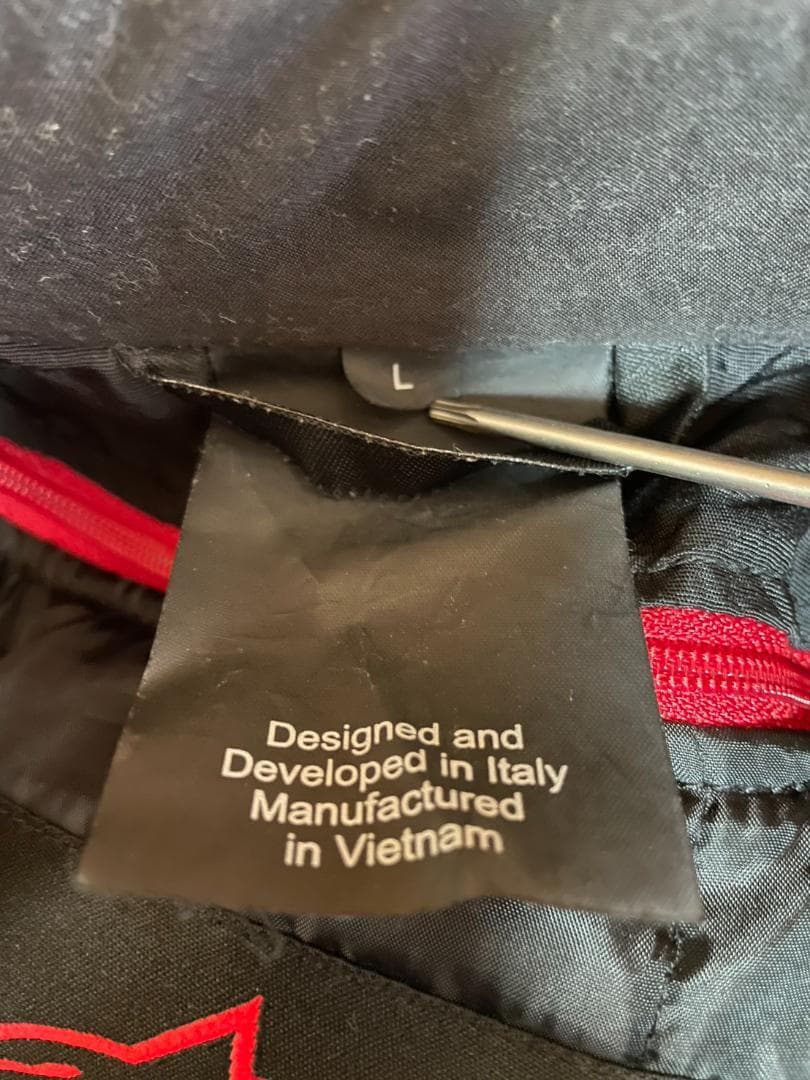 L
Designed and
Developed in Italy
Manufactured
in Vietnam